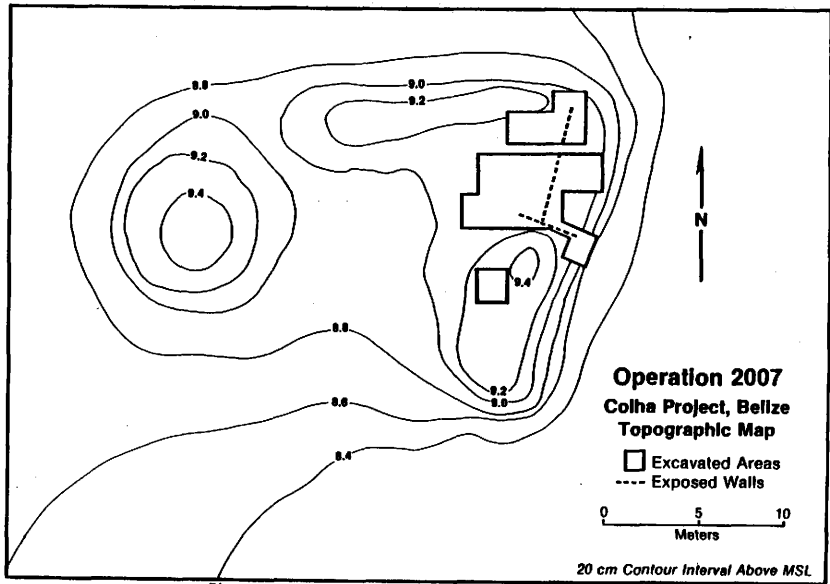 8.8
9.0
9.2
9.4
9.0
9.2
N
9.4
8.8
9.2
9.0
8.6
8.4
Operation 2007
Colha Project, Belize
Topographic Map
Excavated Areas
Exposed Walls
0 5 10
Meters
20 cm Contour Interval Above MSL